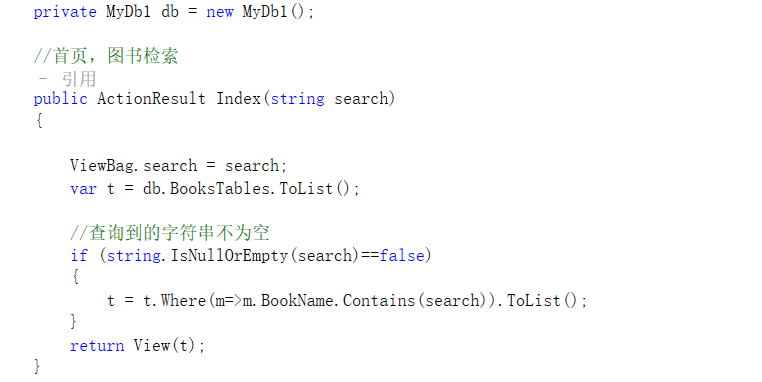 private MyDb1 db = new MyDb1();
//首页，图书检索
- 引用
public ActionResult Index(string search)
{
ViewBag.search = search;
var t = db.BooksTables.ToList();
//查询到的字符串不为空
if (string.IsNullOrEmpty(search)==false)
{
t = t.Where(m=>m.BookName.Contains(search)).ToList();
}
return View(t);
}